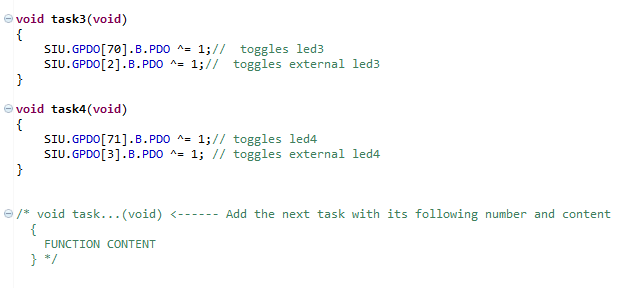 void task3(void)
{
SIU.GPDO[70].B.PDO ^= 1;//  toggles led3
SIU.GPDO[2].B.PDO ^= 1;//  toggles external led3
}
void task4(void)
{
SIU.GPDO[71].B.PDO ^= 1;// toggles led4
SIU.GPDO[3].B.PDO ^= 1; // toggles external led4
}
/* void task...(void) <------ Add the next task with its following number and content
{
FUNCTION CONTENT
} */